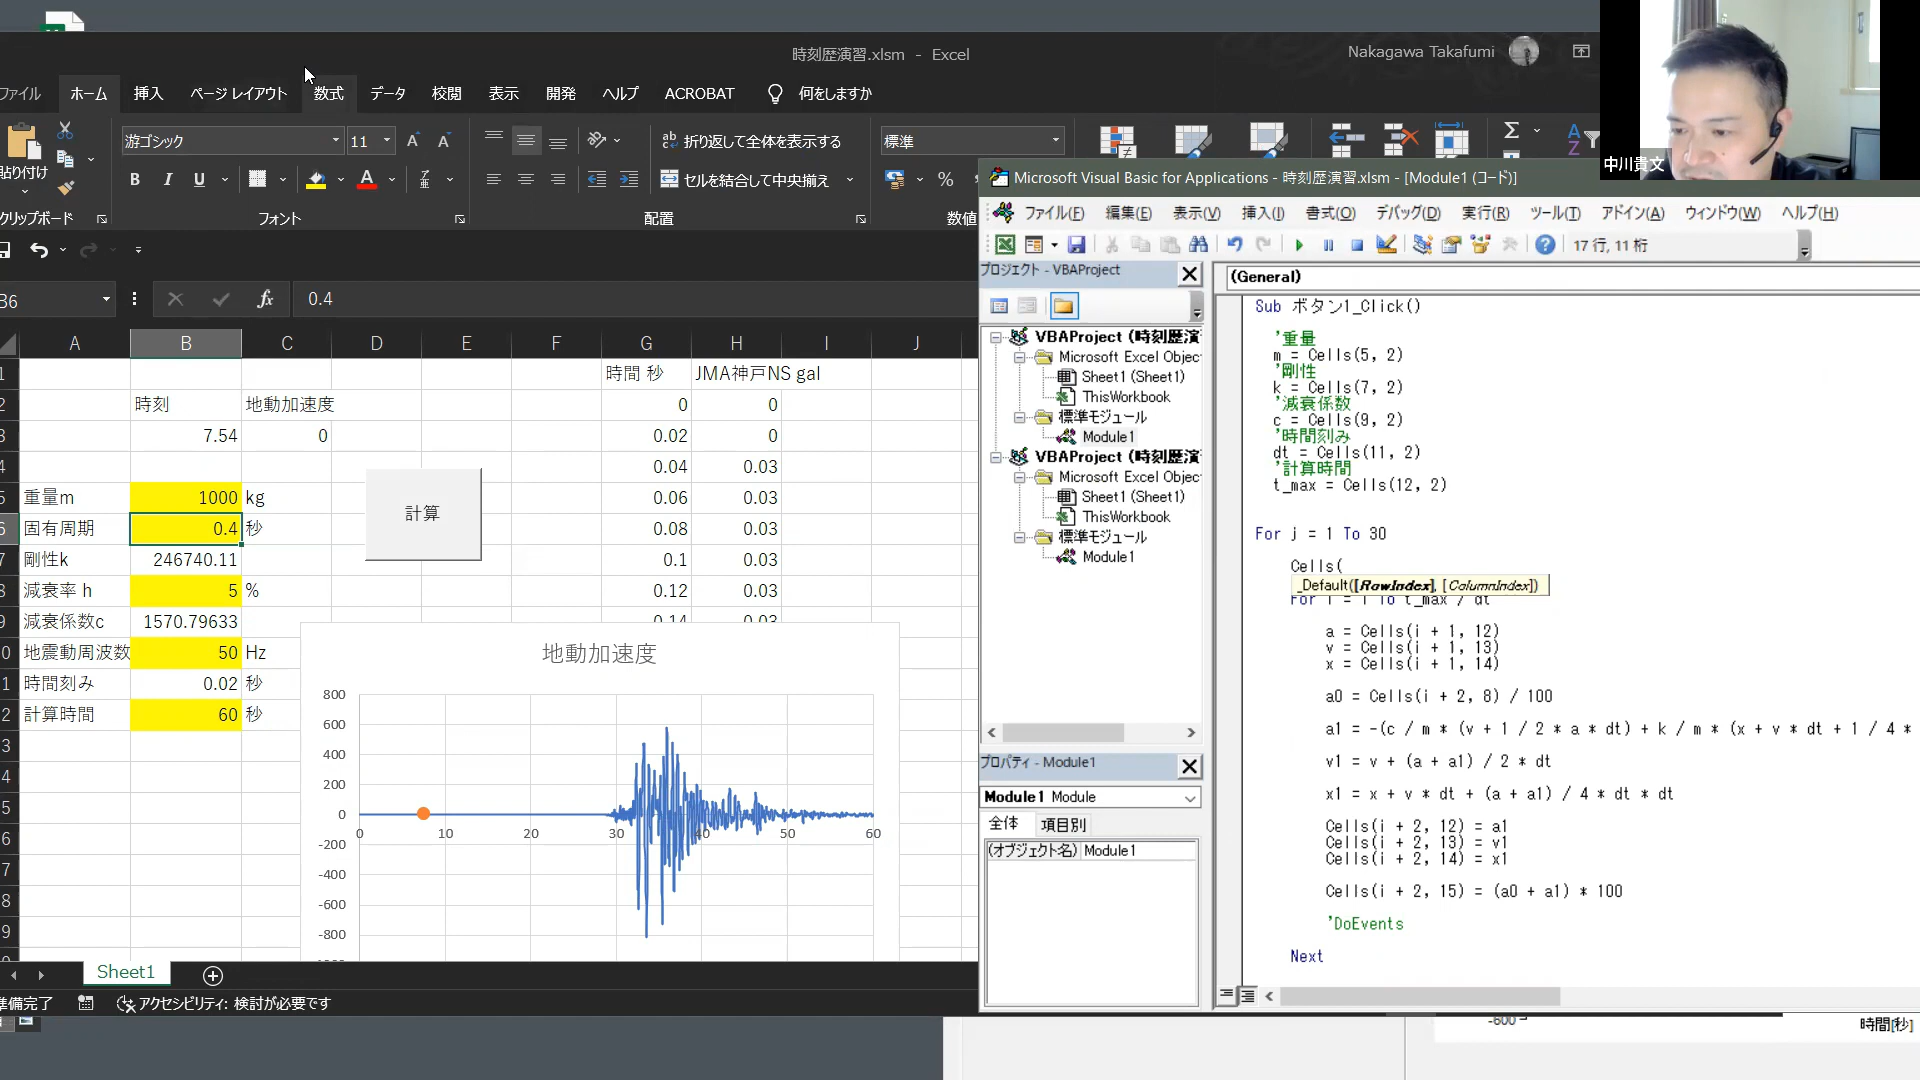 時刻歴演習.xlsm - Excel
Nakagawa Takafumi
ファイル ホーム 挿入 ページ レイアウト 数式 データ 校閲 表示 開発 ヘルプ ACROBAT 何をしますか
貼り付け
游ゴシック 11
B I U
折り返して全体を表示する
セルを結合して中央揃え
標準
%
クリップボード フォント 配置 数値
B6 fx 0.4
A B C D E F G H I J
時間 秒 JMA神戸NS gal
時刻 地動加速度 0 0
7.54 0 0.02 0
0.04 0.03
重量m 1000 kg 0.06 0.03
固有周期 0.4 秒 0.08 0.03
剛性k 246740.11 0.1 0.03
減衰率 h 5 % 0.12 0.03
減衰係数c 1570.79633 0.14 0.03
地震動周波数 50 Hz
時間刻み 0.02 秒
計算時間 60 秒
計算
地動加速度
800
600
400
200
0
-200
-400
-600
-800
0 10 20 30 40 50 60
Sheet1
準備完了 アクセシビリティ: 検討が必要です
中川貴文
Microsoft Visual Basic for Applications - 時刻歴演習.xlsm - [Module1 (コード)]
ファイル(F) 編集(E) 表示(V) 挿入(I) 書式(O) デバッグ(D) 実行(R) ツール(T) アドイン(A) ウィンドウ(W) ヘルプ(H)
17 行, 11 桁
プロジェクト - VBAProject
VBAProject (時刻歴演
Microsoft Excel Objec
Sheet1 (Sheet1)
ThisWorkbook
標準モジュール
Module1
VBAProject (時刻歴演
Microsoft Excel Objec
Sheet1 (Sheet1)
ThisWorkbook
標準モジュール
Module1
プロパティ - Module1
Module1 Module
全体 項目別
(オブジェクト名) Module1
(General)
Sub ボタン1_Click()
'重量
m = Cells(5, 2)
'剛性
k = Cells(7, 2)
'減衰係数
c = Cells(9, 2)
'時間刻み
dt = Cells(11, 2)
'計算時間
t_max = Cells(12, 2)
For j = 1 To 30
Cells(
_Default([RowIndex], [ColumnIndex])
For i = 1 To t_max / dt
a = Cells(i + 1, 12)
v = Cells(i + 1, 13)
x = Cells(i + 1, 14)
a0 = Cells(i + 2, 8) / 100
a1 = -(c / m * (v + 1 / 2 * a * dt) + k / m * (x + v * dt + 1 / 4 *
v1 = v + (a + a1) / 2 * dt
x1 = x + v * dt + (a + a1) / 4 * dt * dt
Cells(i + 2, 12) = a1
Cells(i + 2, 13) = v1
Cells(i + 2, 14) = x1
Cells(i + 2, 15) = (a0 + a1) * 100
'DoEvents
Next
-600
時間[秒]